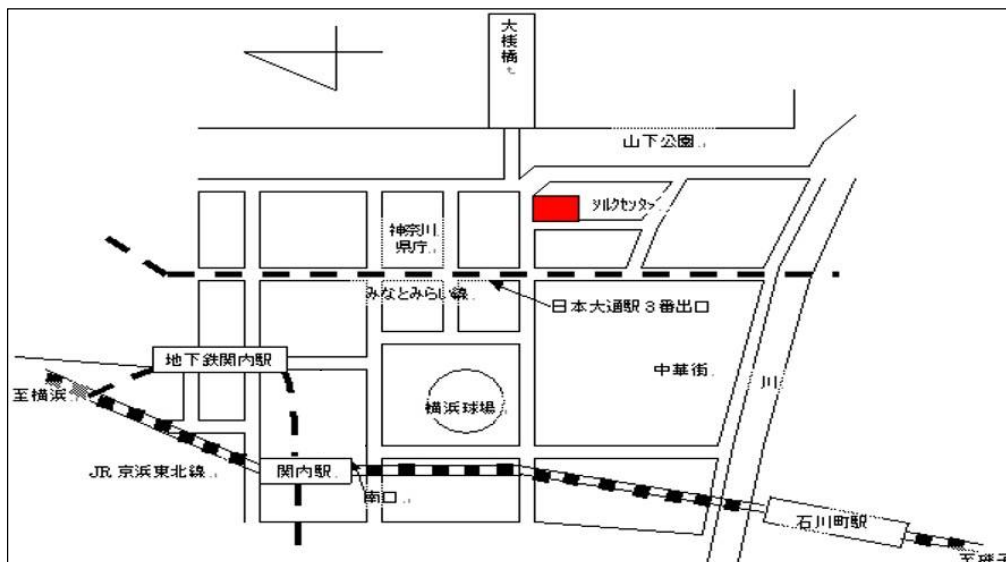 大桟橋
山下公園
シルクセンター
神奈川
県庁
みなとみらい線
日本大通駅３番出口
地下鉄関内駅
中華街
川
至横浜
横浜球場
JR 京浜東北線
関内駅
南口
石川町駅
至磯子